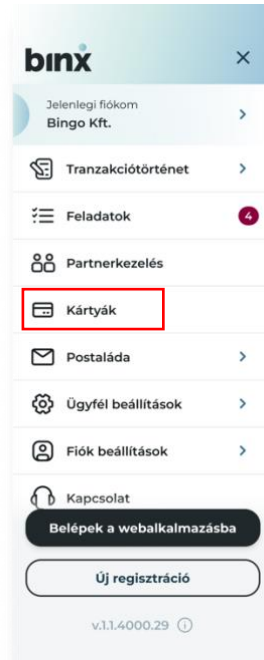 binx
Jelenlegi fiókom
Bingo Kft.
Tranzakciótörténet
Feladatok 4
Partnerkezelés
Kártyák
Postaláda
Ügyfél beállítások
Fiók beállítások
Kapcsolat
Belépek a webalkalmazásba
Új regisztráció
v.1.1.4000.29